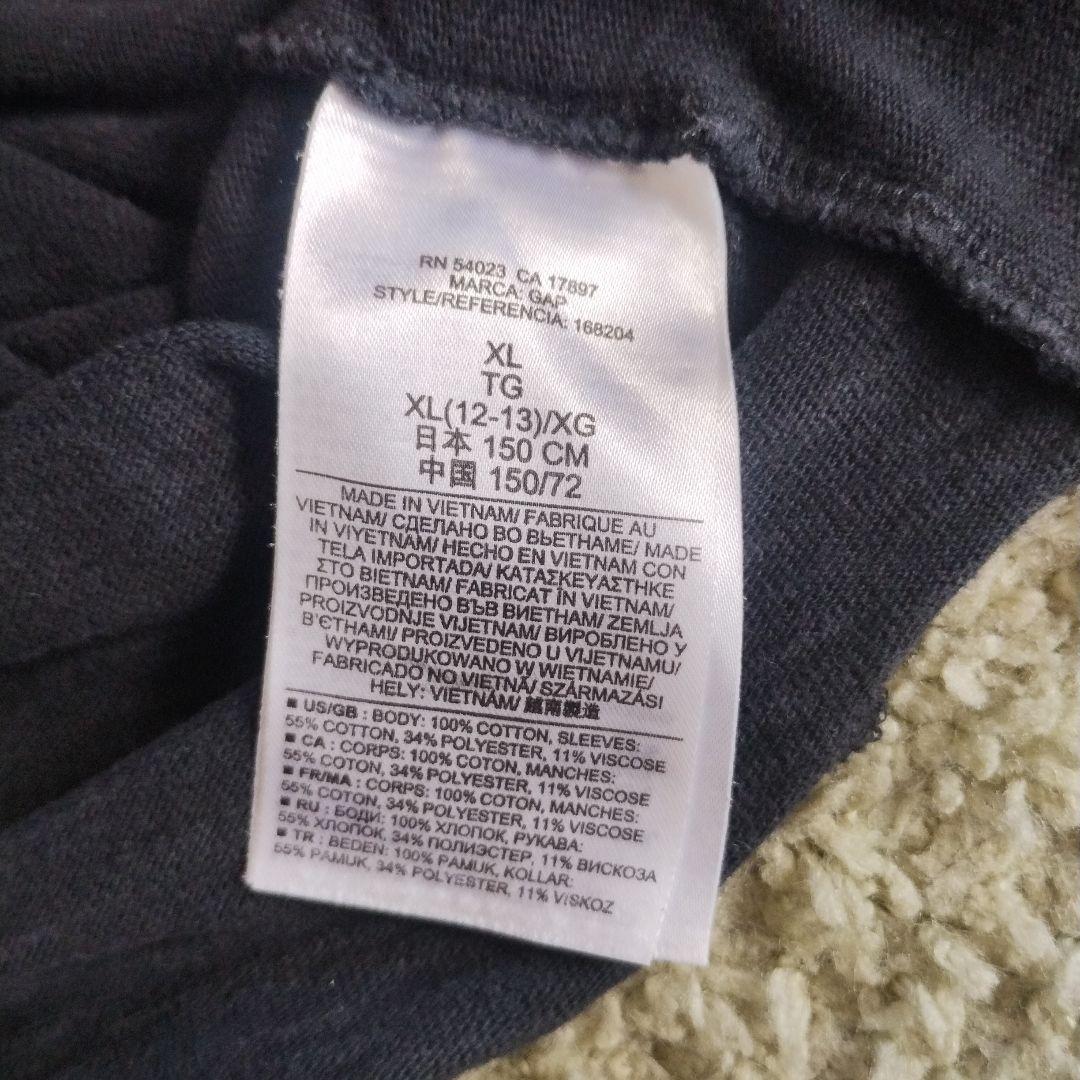 RN 54023 CA 17897
MARCA: GAP
STYLE/REFERENCIA: 168204
XL
TG
XL(12-13)/XG
日本 150 CM
中国 150/72
MADE IN VIETNAM/ FABRIQUE AU
VIETNAM/ СДЕЛАНО ВО ВЬЕТНАМЕ/ MADE
IN VIYETNAM/ HECHO EN VIETNAM CON
TELA IMPORTADA/ ΚΑΤΑΣΚΕΥΑΣΤΗΚΕ
ΣΤΟ ΒΙΕΤΝΑΜ/ FABRICAT ÎN VIETNAM/
ПРОИЗВЕДЕНО ВЪВ ВИЕТНАМ/ ZEMLJA
PROIZVODNJE VIJETNAM/ ВИРОБЛЕНО У
В'ЄТНАМІ/ PROIZVEDENO U VIJETNAMU/
WYPRODUKOWANO W WIETNAMIE/
FABRICADO NO VIETNÃ/ SZÁRMAZÁSI
HELY: VIETNÁM/ 越南製造
■ US/GB : BODY: 100% COTTON, SLEEVES:
55% COTTON, 34% POLYESTER, 11% VISCOSE
■ CA : CORPS: 100% COTON, MANCHES:
55% COTON, 34% POLYESTER, 11% VISCOSE
■ FR/MA : CORPS: 100% COTON, MANCHES:
55% COTON, 34% POLYESTER, 11% VISCOSE
■ RU : БОДИ: 100% ХЛОПОК, РУКАВА:
55% ХЛОПОК, 34% ПОЛИЭСТЕР, 11% ВИСКОЗА
■ TR : BEDEN: 100% PAMUK, KOLLAR:
55% PAMUK, 34% POLYESTER, 11% VISKOZ